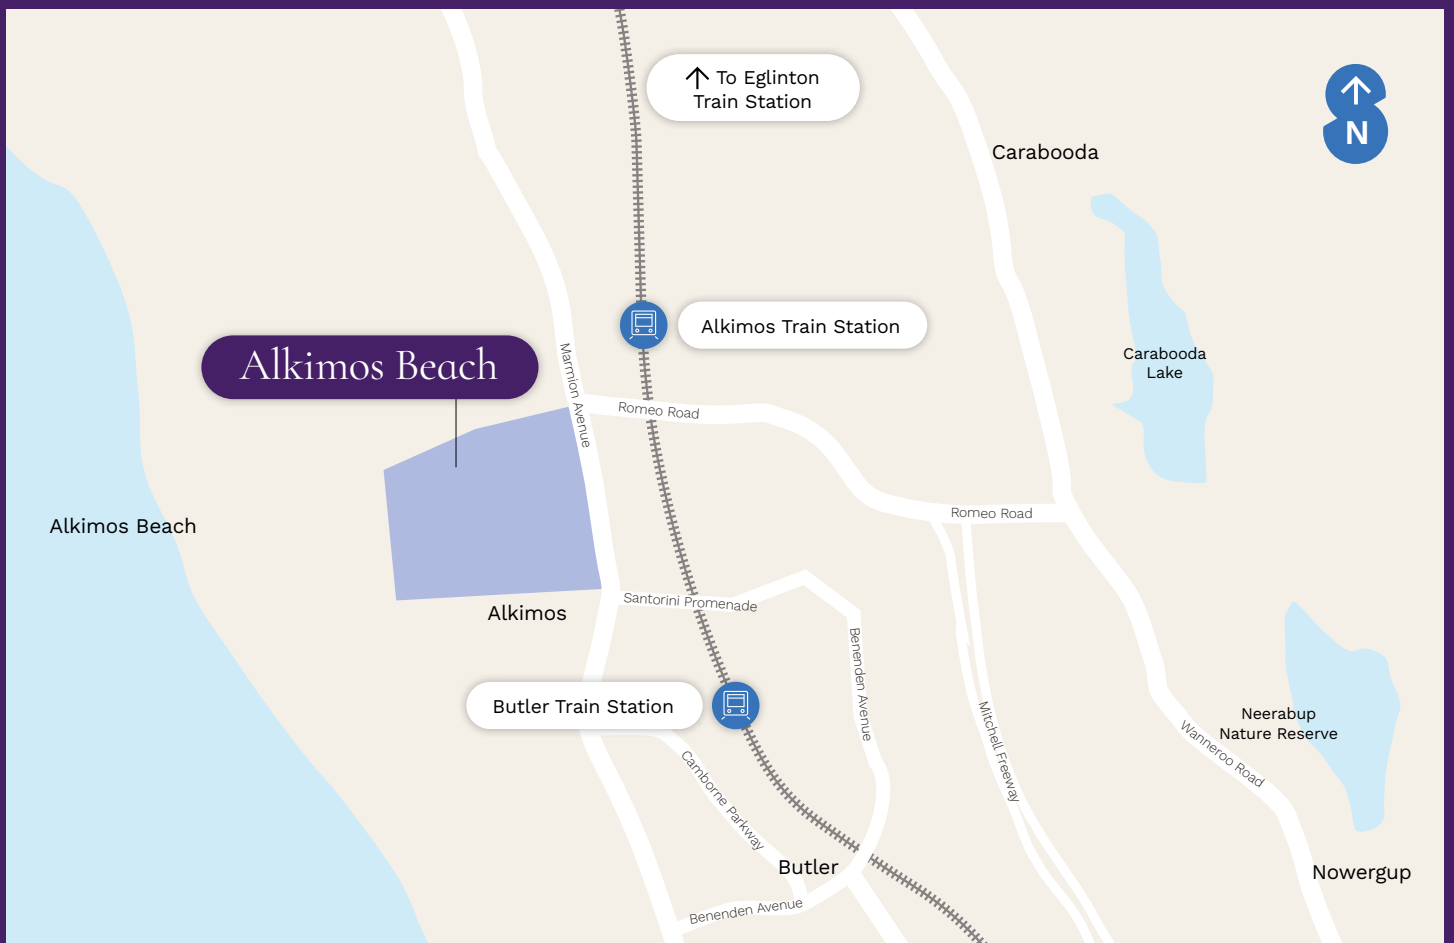 To Eglinton
Train Station
N
Carabooda
Alkimos Train Station
Alkimos Beach
Marmion Avenue
Carabooda
Lake
Romeo Road
Romeo Road
Alkimos Beach
Alkimos
Santorini Promenade
Benenden Avenue
Butler Train Station
Mitchell Freeway
Neerabup
Nature Reserve
Wanneroo Road
Camborne Parkway
Butler
Nowergup
Benenden Avenue